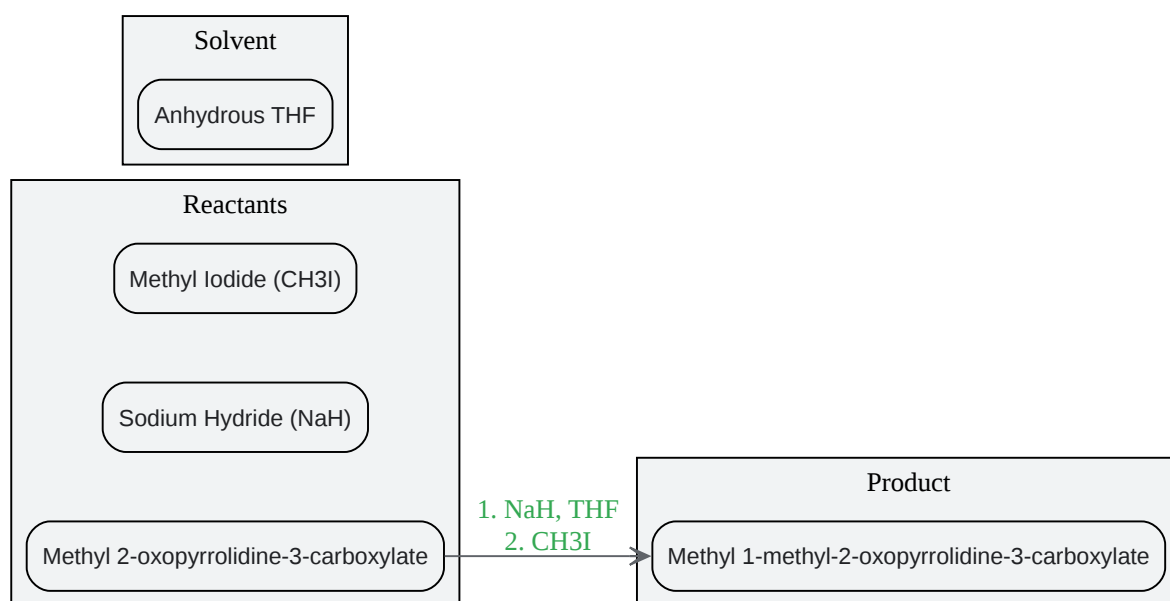 Solvent
Anhydrous THF
Reactants
Methyl Iodide (CH3I)
Sodium Hydride (NaH)
Methyl 2-oxopyrrolidine-3-carboxylate
1. NaH, THF
2. CH3I
Product
Methyl 1-methyl-2-oxopyrrolidine-3-carboxylate